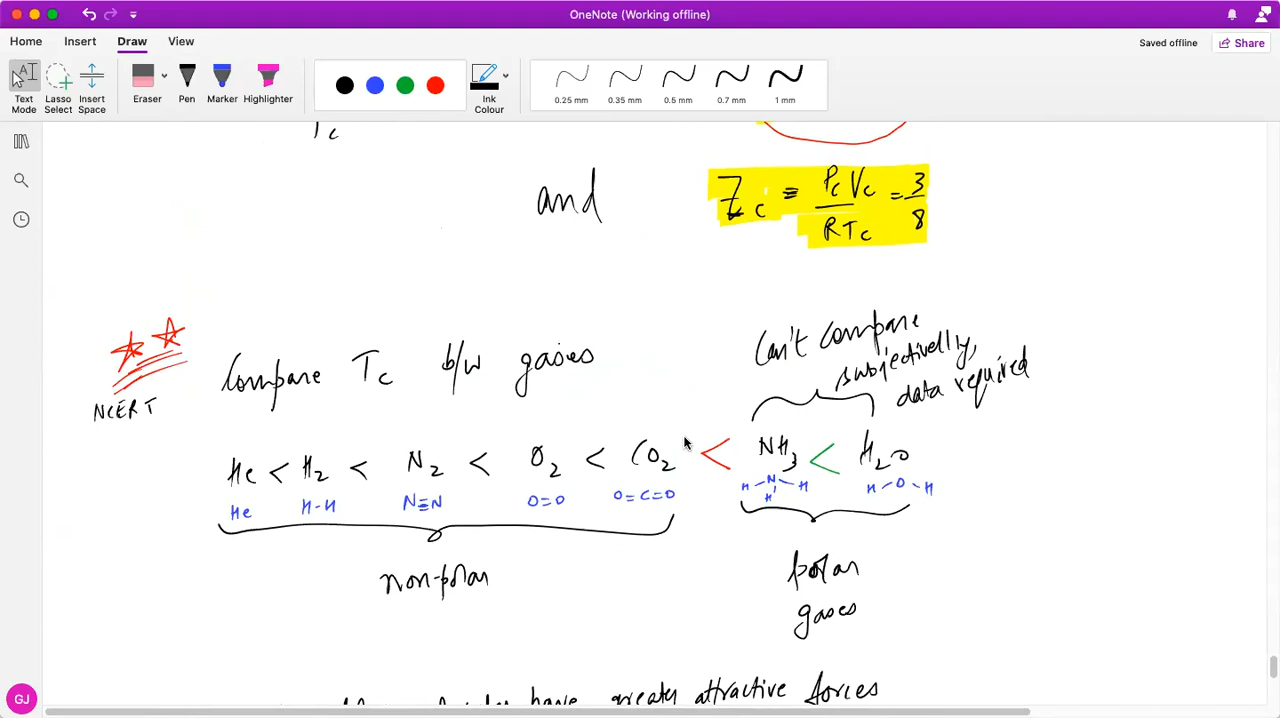 OneNote (Working offline)
Home Insert Draw View
Saved offline Share
Text Mode
Lasso Select
Insert Space
Eraser
Pen
Marker
Highlighter
Ink Colour
0.25 mm 0.35 mm 0.5 mm 0.7 mm 1 mm
Tc
and Zc = PcVc/RTc = 3/8
Can't compare
subjectively,
data required
NCERT
Compare Tc b/w gases
He < H2 < N2 < O2 < CO2 < NH3 < H2O
He H-H N≡N O=O O=C=O H-N-H H H-O-H
non-polar
polar
gases
have greater attractive forces
GJ